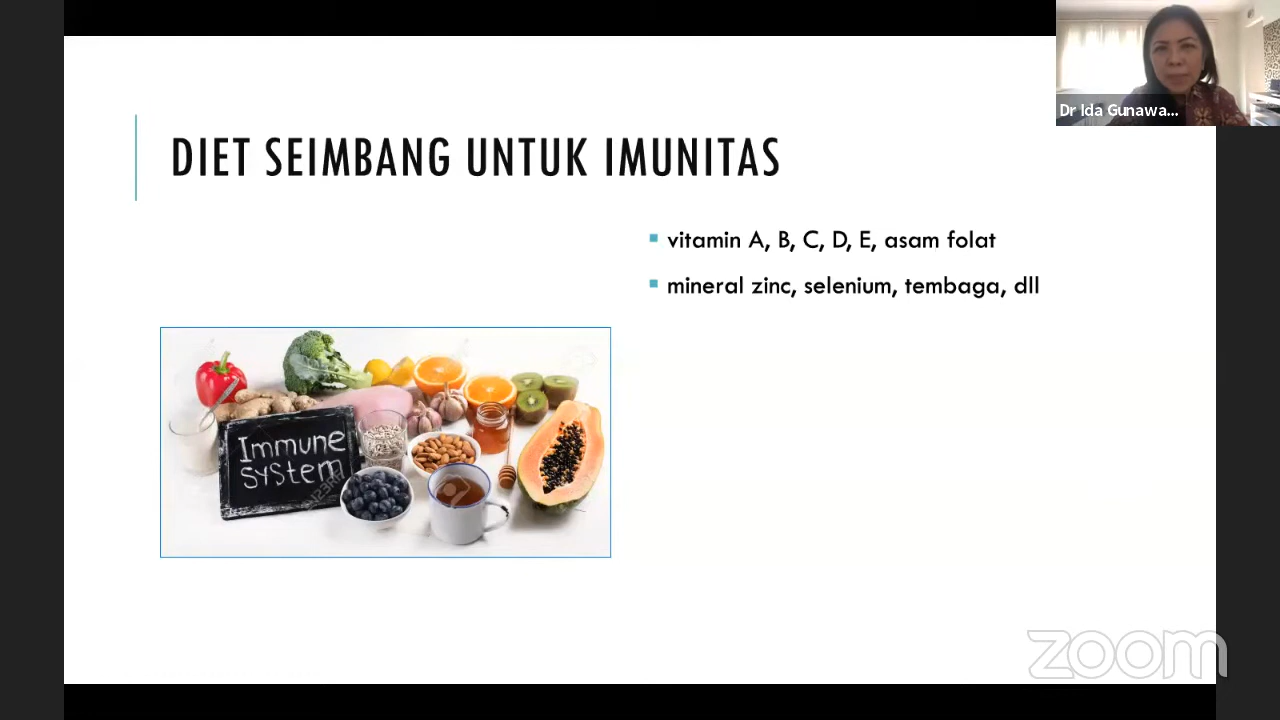 Dr Ida Gunawa...
DIET SEIMBANG UNTUK IMUNITAS
vitamin A, B, C, D, E, asam folat
mineral zinc, selenium, tembaga, dll
Immune
system
zoom